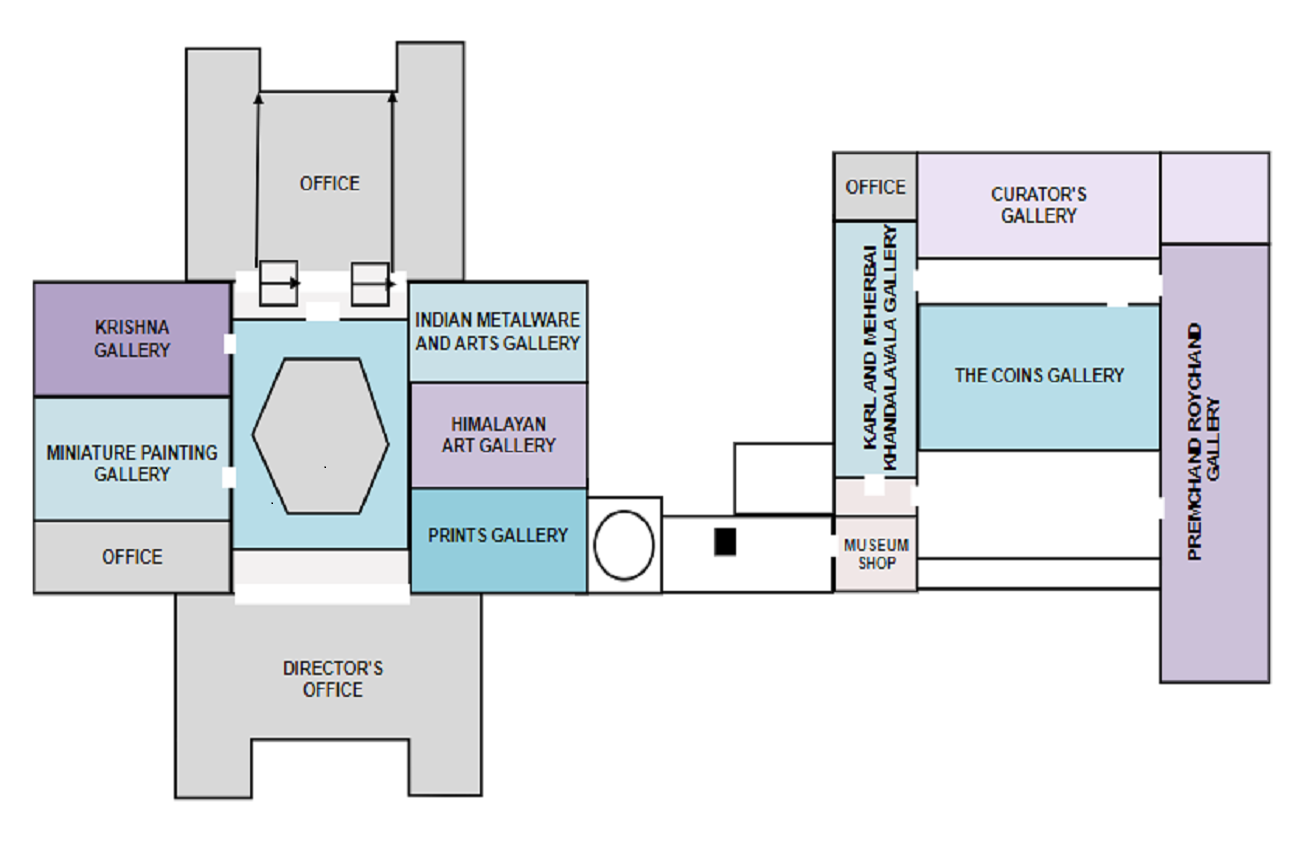 OFFICE
OFFICE
CURATOR'S
GALLERY
KRISHNA
GALLERY
INDIAN METALWARE
AND ARTS GALLERY
KARL AND MEHERBAI
KHANDALAVALA GALLERY
THE COINS GALLERY
PREMCHAND ROYCHAND
GALLERY
MINIATURE PAINTING
GALLERY
HIMALAYAN
ART GALLERY
OFFICE
PRINTS GALLERY
MUSEUM
SHOP
DIRECTOR'S
OFFICE